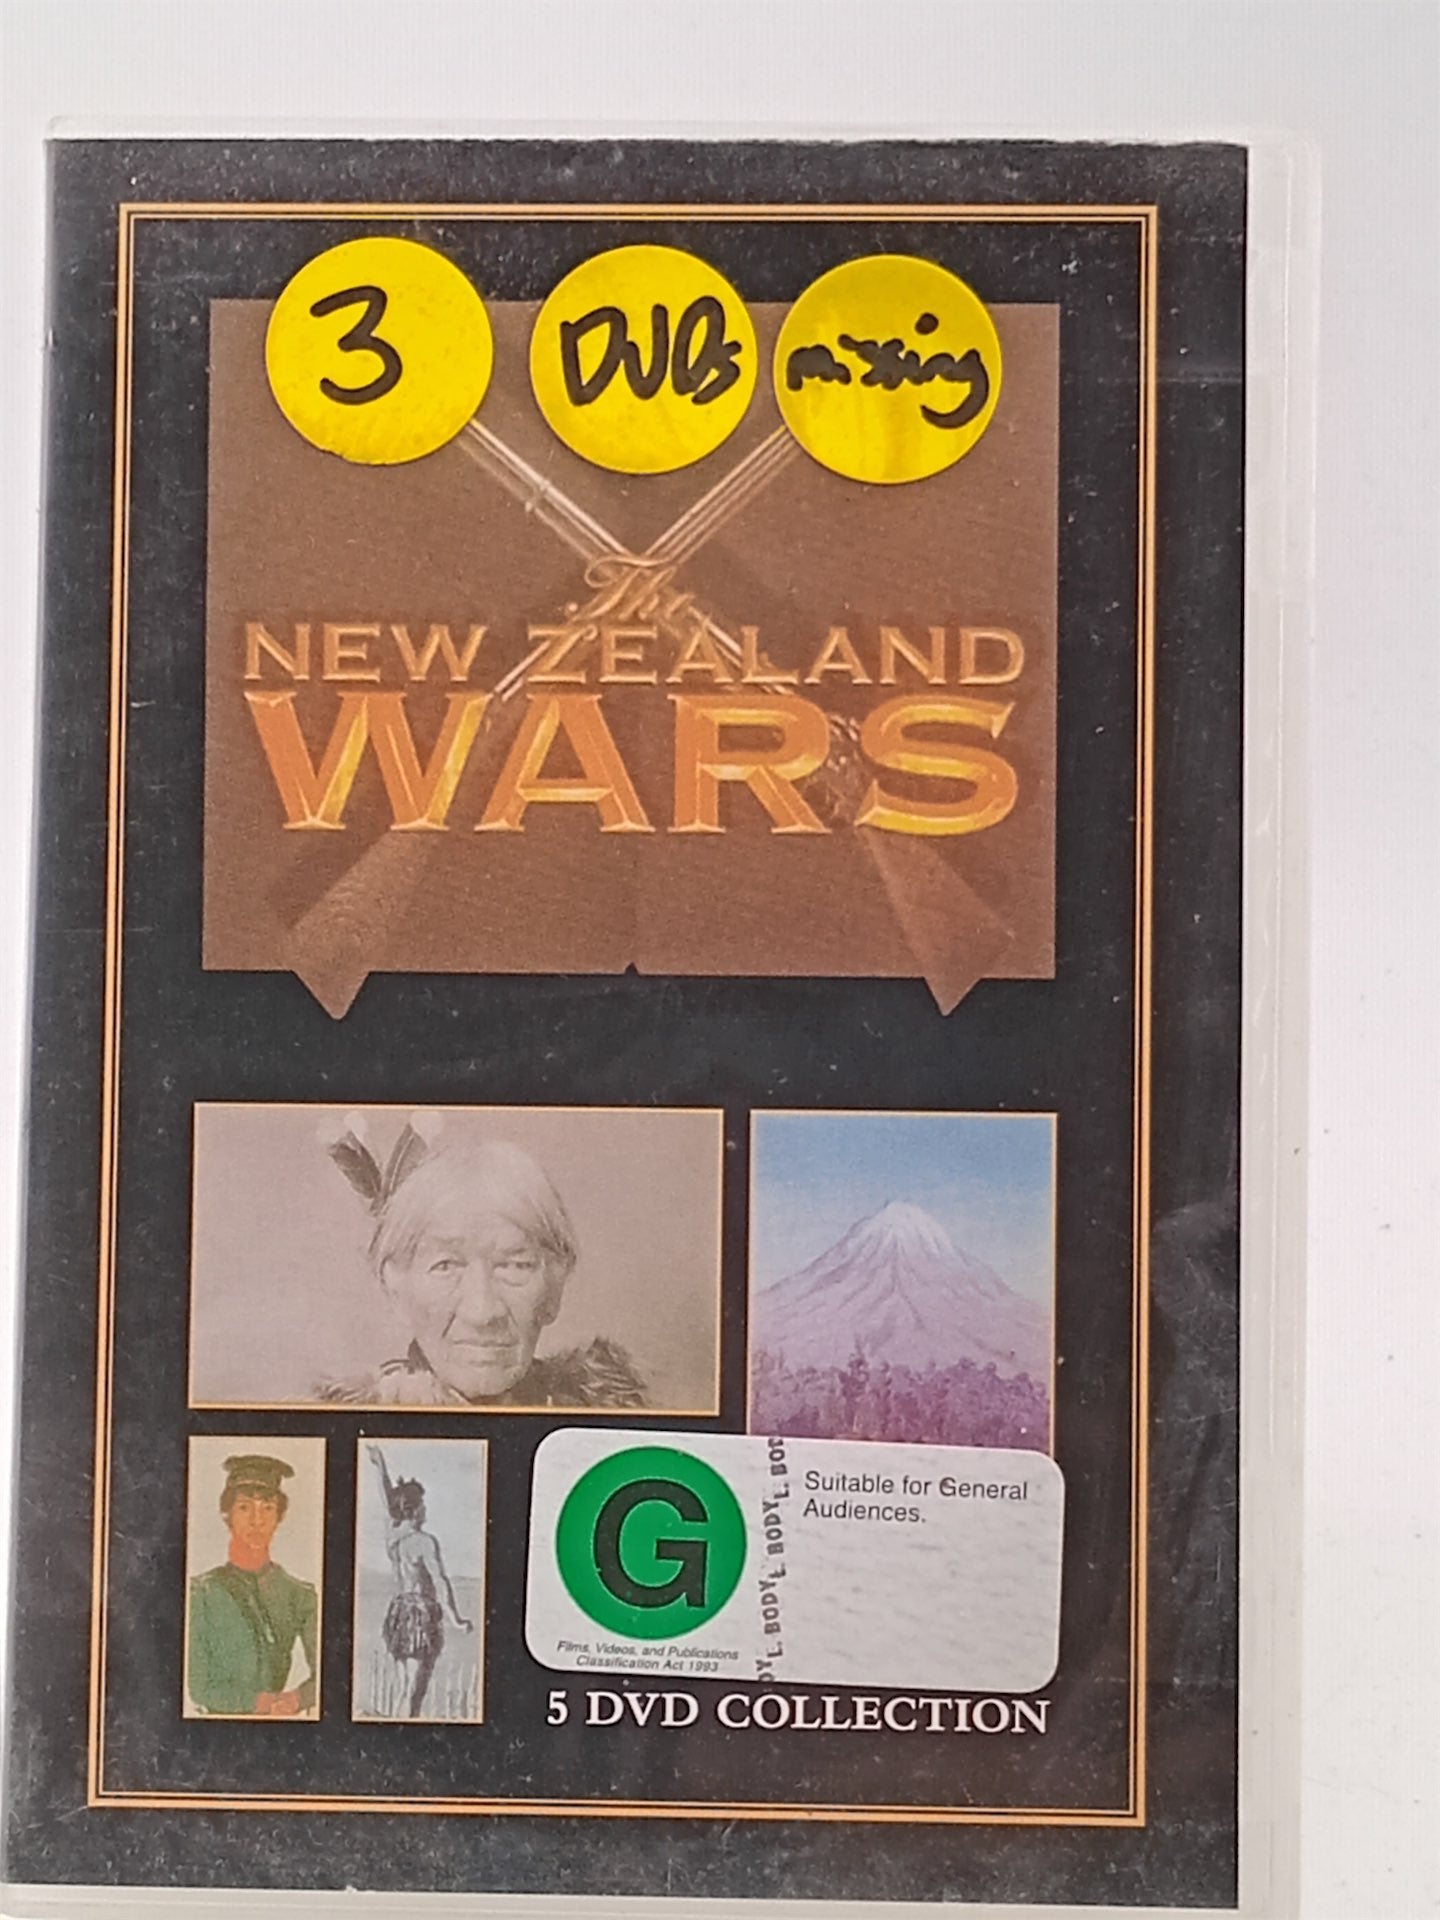 3 DVDs missing
The
NEW ZEALAND
WARS
G
Films, Videos, and Publications
Classification Act 1993
Suitable for General
Audiences.
5 DVD COLLECTION